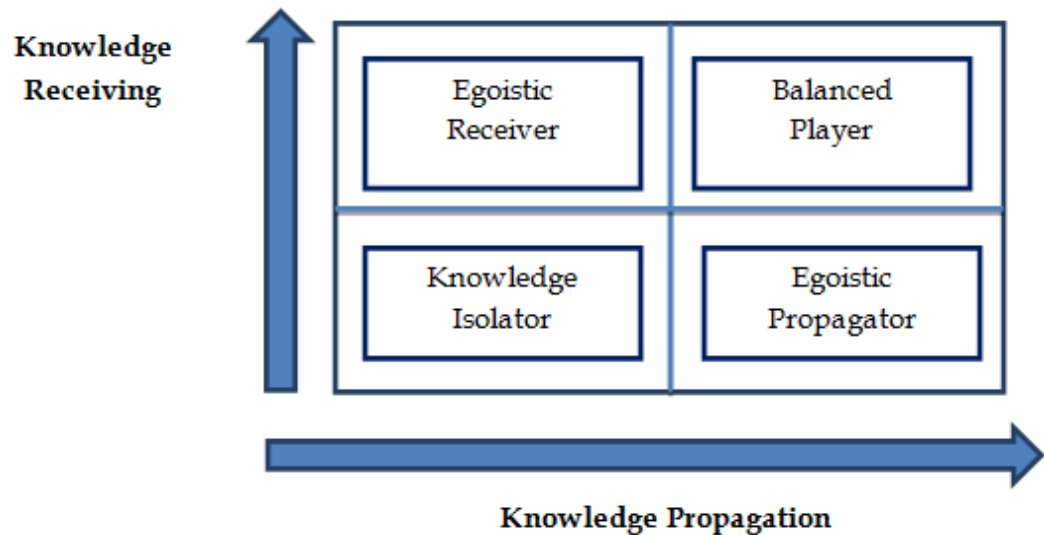 Knowledge
Receiving
Egoistic
Receiver
Balanced
Player
Knowledge
Isolator
Egoistic
Propagator
Knowledge Propagation